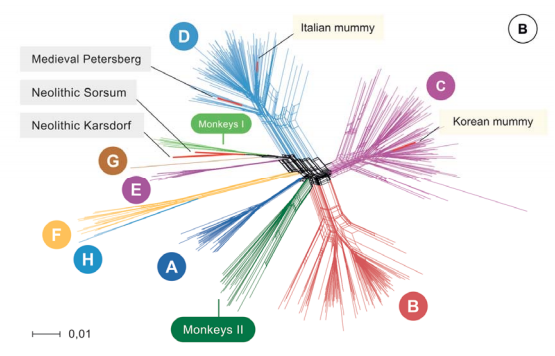 B
D
Italian mummy
Medieval Petersberg
Neolithic Sorsum
Neolithic Karsdorf
Monkeys I
C
Korean mummy
G
E
F
H
A
B
Monkeys II
0,01